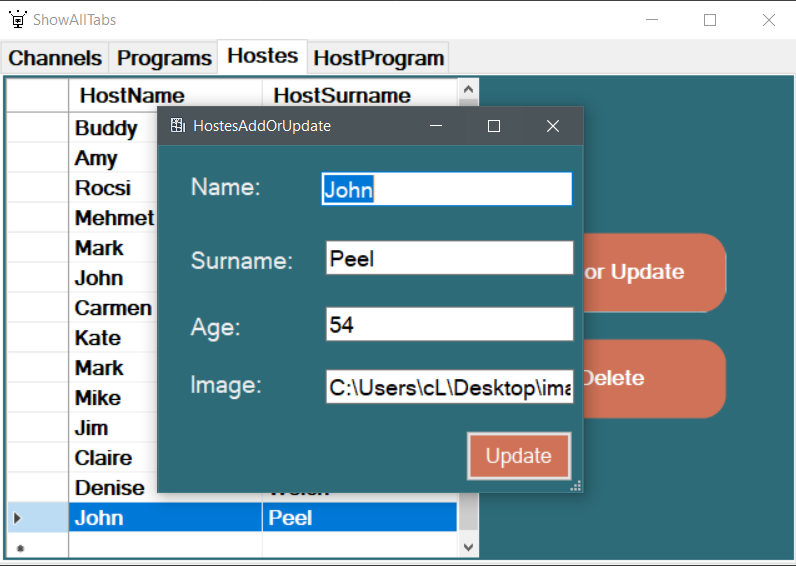 ShowAllTabs
Channels Programs Hostes HostProgram
HostName HostSurname
Buddy
Amy
Rocsi
Mehmet
Mark
John
Carmen
Kate
Mark
Mike
Jim
Claire
Denise
John Peel
HostesAddOrUpdate
Name: John
Surname: Peel
Age: 54
Image: C:\Users\cL\Desktop\ima
Update
or Update
Delete